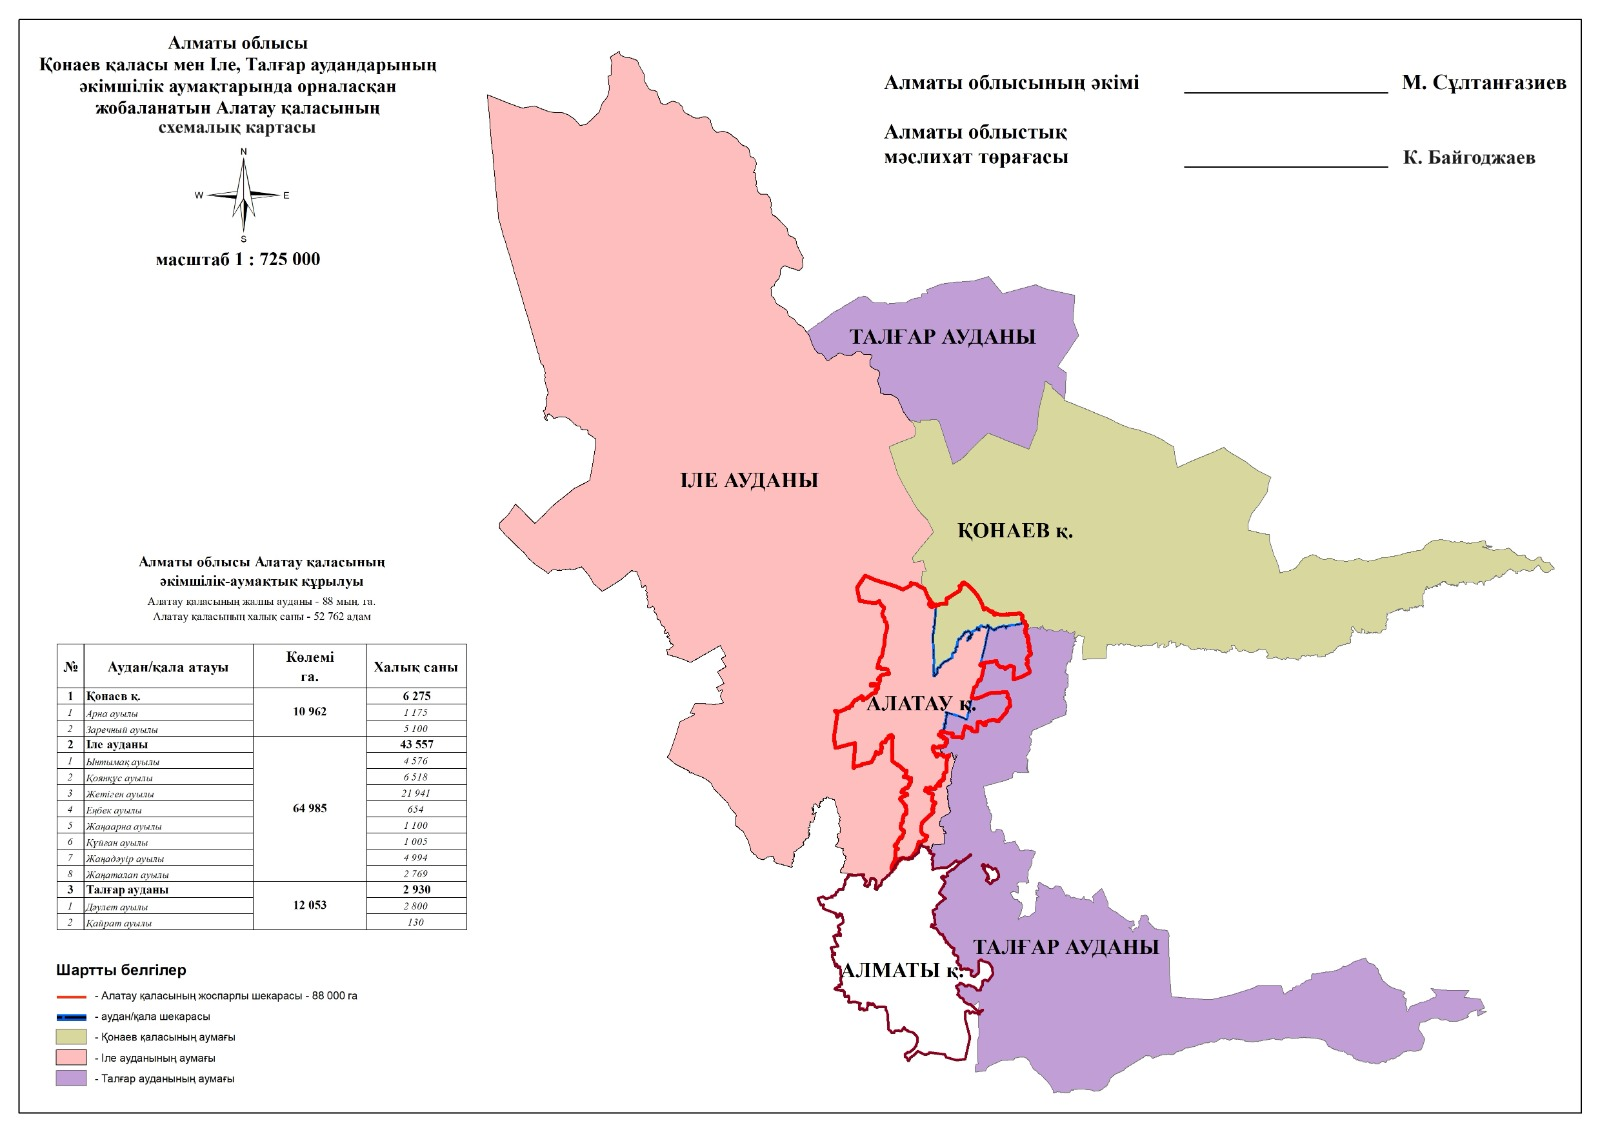 Алматы облысы
Қонаев қаласы мен Іле, Талғар аудандарының
әкімшілік аумақтарында орналасқан
жобаланатын Алатау қаласының
схемалық картасы
N
W E
S
масштаб 1 : 725 000
Алматы облысының әкімі М. Сұлтанғазиев
Алматы облыстық
мәслихат төрағасы К. Байгоджаев
ТАЛҒАР АУДАНЫ
ІЛЕ АУДАНЫ
ҚОНАЕВ қ.
АЛАТАУ қ.
ТАЛҒАР АУДАНЫ
АЛМАТЫ қ.
Алматы облысы Алатау қаласының
әкімшілік-аумақтық құрылуы
Алатау қаласының жалпы ауданы - 88 мың. га.
Алатау қаласының халық саны - 52 762 адам
№ Аудан/қала атауы Көлемі га. Халық саны
1 Қонаев қ. 10 962 6 275
1 Арна ауылы 1 175
2 Заречный ауылы 5 100
2 Іле ауданы 64 985 43 557
1 Ынтымақ ауылы 4 576
2 Қоянқұс ауылы 6 518
3 Жетіген ауылы 21 941
4 Еңбек ауылы 654
5 Жаңаарна ауылы 1 100
6 Құйған ауылы 1 005
7 Жаңадәуір ауылы 4 994
8 Жаңаталап ауылы 2 769
3 Талғар ауданы 12 053 2 930
1 Дәулет ауылы 2 800
2 Қайрат ауылы 130
Шартты белгілер
- Алатау қаласының жоспарлы шекарасы - 88 000 га
- аудан/қала шекарасы
- Қонаев қаласының аумағы
- Іле ауданының аумағы
- Талғар ауданының аумағы